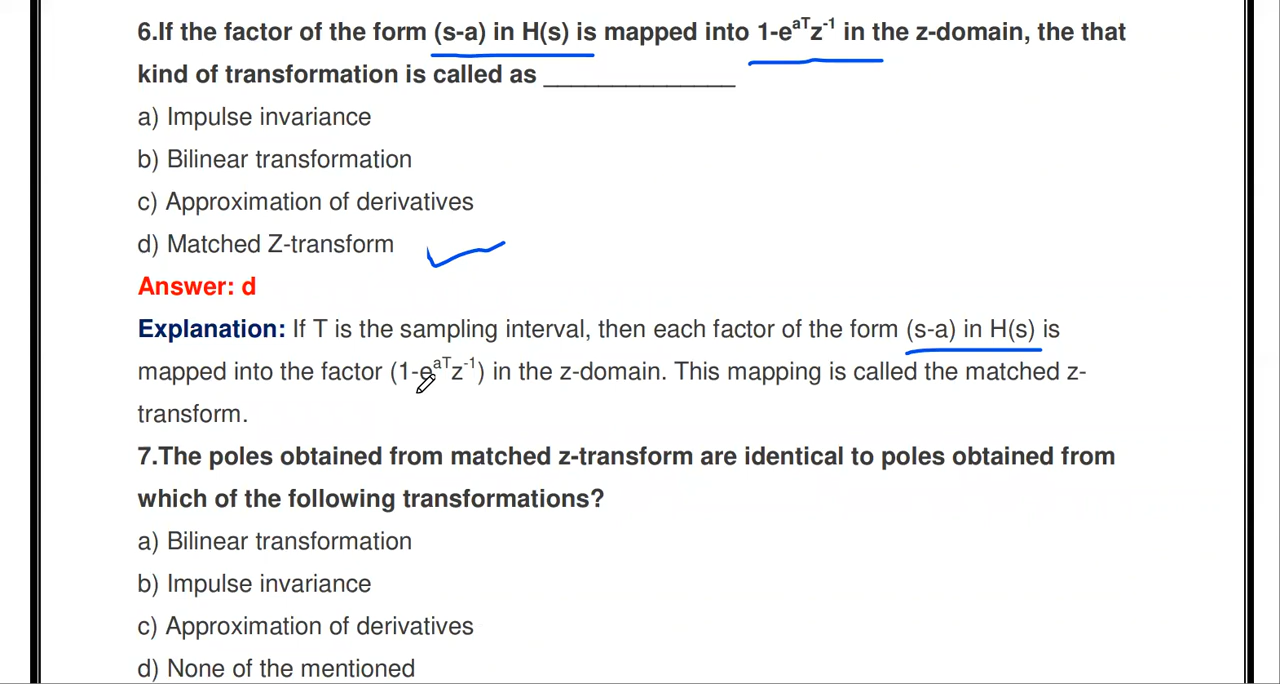 6.If the factor of the form (s-a) in H(s) is mapped into 1-e^aT z^-1 in the z-domain, the that
kind of transformation is called as ______________
a) Impulse invariance
b) Bilinear transformation
c) Approximation of derivatives
d) Matched Z-transform
Answer: d
Explanation: If T is the sampling interval, then each factor of the form (s-a) in H(s) is
mapped into the factor (1-e^aT z^-1) in the z-domain. This mapping is called the matched z-
transform.
7.The poles obtained from matched z-transform are identical to poles obtained from
which of the following transformations?
a) Bilinear transformation
b) Impulse invariance
c) Approximation of derivatives
d) None of the mentioned